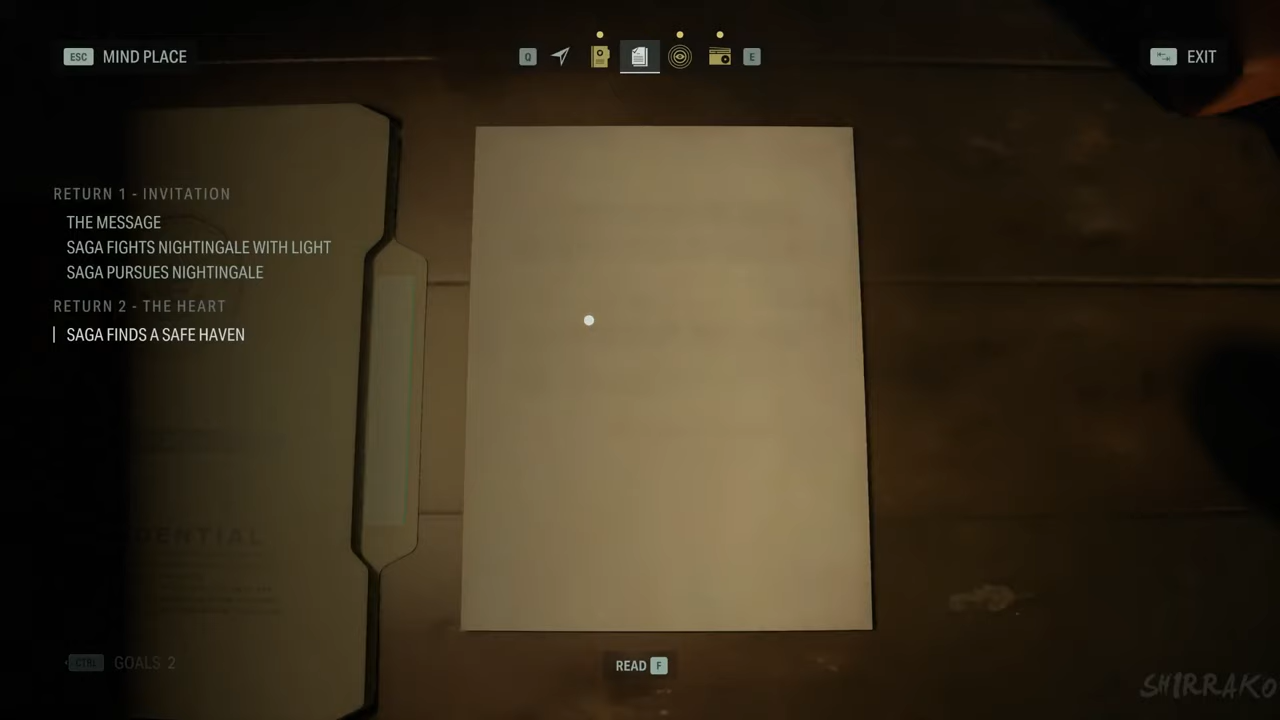 ESC MIND PLACE
Q
E
EXIT
RETURN 1 - INVITATION
THE MESSAGE
SAGA FIGHTS NIGHTINGALE WITH LIGHT
SAGA PURSUES NIGHTINGALE
RETURN 2 - THE HEART
SAGA FINDS A SAFE HAVEN
DENTIAL
CTRL GOALS 2
READ F
SHIRRAKO